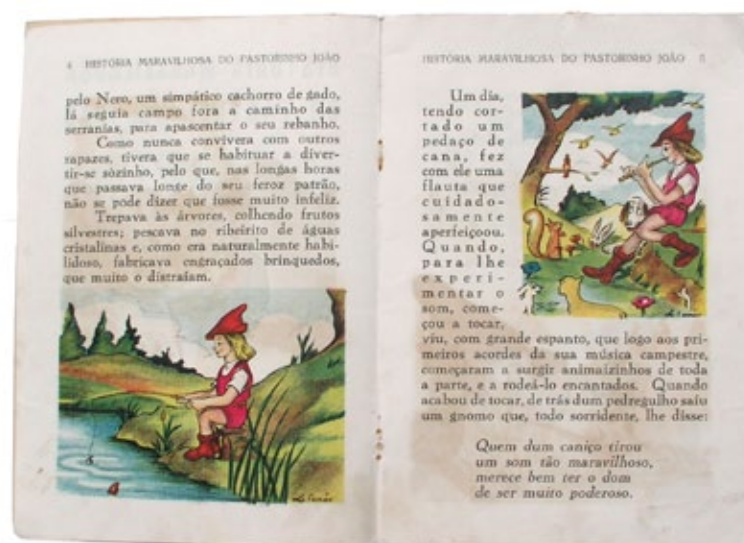 4 HISTÓRIA MARAVILHOSA DO PASTORINHO JOÃO
pelo Nero, um simpático cachorro de gado,
lá seguia campo fora a caminho das
serranias, para apascentar o seu rebanho.
Como nunca convivera com outros
rapazes, tivera que se habituar a diver-
tir-se sòzinho, pelo que, nas longas horas
que passava longe do seu feroz patrão,
não se pode dizer que fosse muito infeliz.
Trepava às árvores, colhendo frutos
silvestres; pescava no ribeirito de águas
cristalinas e, como era naturalmente habi-
lidoso, fabricava engraçados brinquedos,
que muito o distraíam.
HISTÓRIA MARAVILHOSA DO PASTORINHO JOÃO 5
Um dia,
tendo cor-
tado um
pedaço de
cana, fez
com ele uma
flauta que
cuidado-
samente
aperfeiçoou.
Quando,
para lhe
experi-
mentar o
som, come-
çou a tocar,
viu, com grande espanto, que logo aos pri-
meiros acordes da sua música campestre,
começaram a surgir animaizinhos de toda
a parte, e a rodeá-lo encantados. Quando
acabou de tocar, de trás dum pedregulho saíu
um gnomo que, todo sorridente, lhe disse:
Quem dum caniço tirou
um som tão maravilhoso,
merece bem ter o dom
de ser muito poderoso.